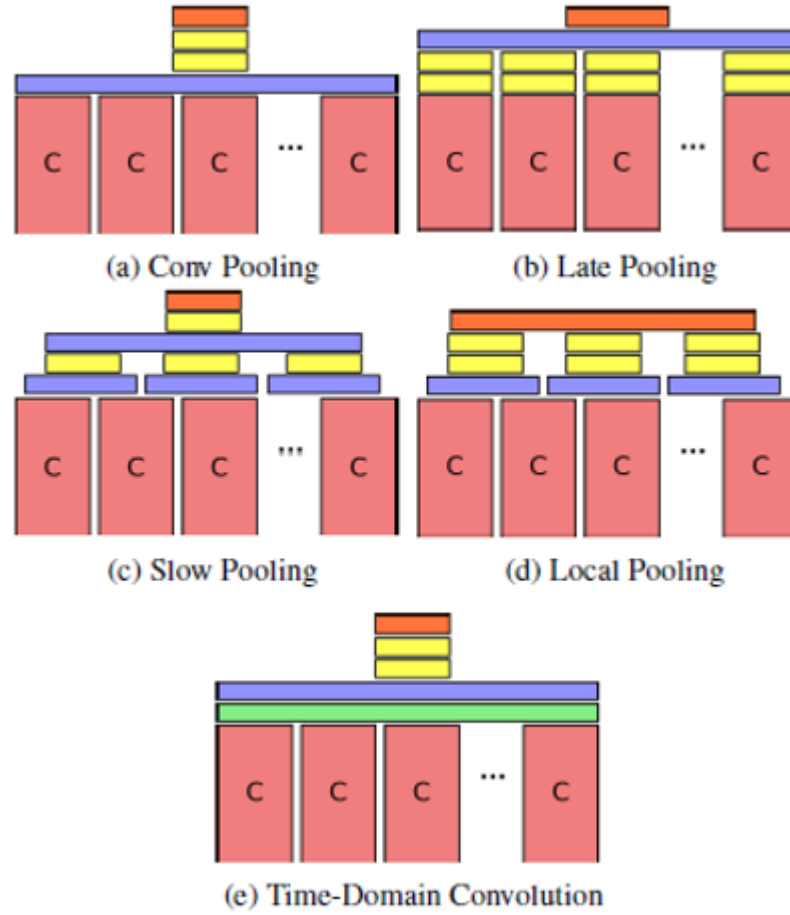 C C C ... C
(a) Conv Pooling
C C C ... C
(b) Late Pooling
C C C ... C
(c) Slow Pooling
C C C ... C
(d) Local Pooling
C C C ... C
(e) Time-Domain Convolution